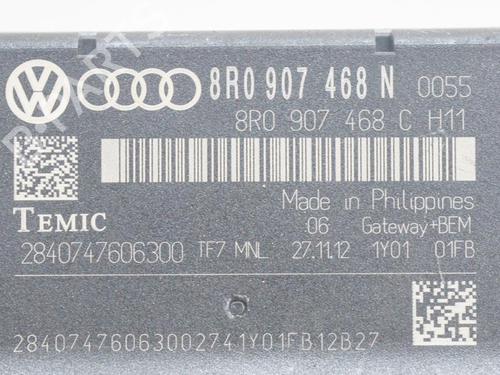 8R0 907 468 N 0055
8R0 907 468 C H11
Made in Philippines
TEMIC
06 Gateway+BEM
2840747606300 TF7 MNL 27.11.12 1Y01 01FB
28407476063002741Y01FB12B27